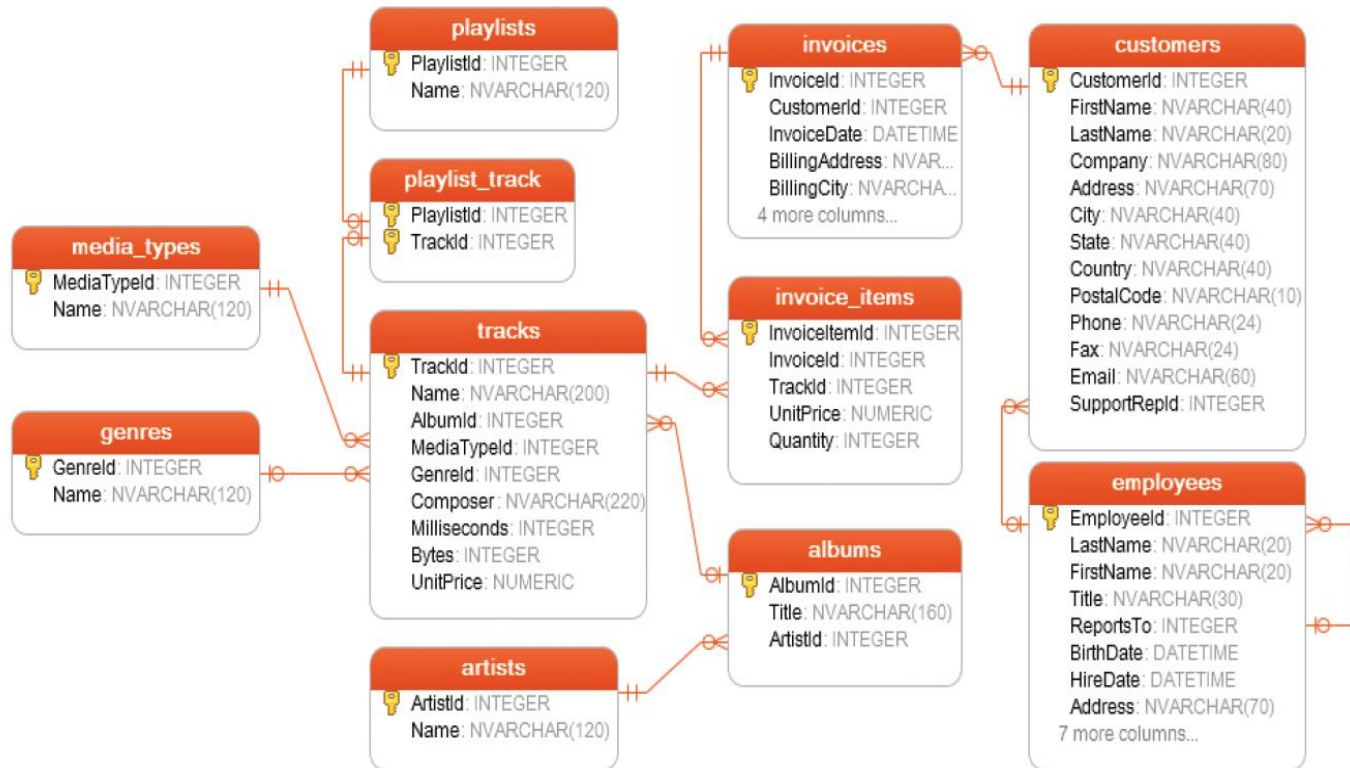 playlists
PlaylistId: INTEGER
Name: NVARCHAR(120)
playlist_track
PlaylistId: INTEGER
TrackId: INTEGER
media_types
MediaTypeId: INTEGER
Name: NVARCHAR(120)
genres
GenreId: INTEGER
Name: NVARCHAR(120)
tracks
TrackId: INTEGER
Name: NVARCHAR(200)
AlbumId: INTEGER
MediaTypeId: INTEGER
GenreId: INTEGER
Composer: NVARCHAR(220)
Milliseconds: INTEGER
Bytes: INTEGER
UnitPrice: NUMERIC
artists
ArtistId: INTEGER
Name: NVARCHAR(120)
invoices
InvoiceId: INTEGER
CustomerId: INTEGER
InvoiceDate: DATETIME
BillingAddress: NVAR...
BillingCity: NVARCHA...
4 more columns...
invoice_items
InvoiceItemId: INTEGER
InvoiceId: INTEGER
TrackId: INTEGER
UnitPrice: NUMERIC
Quantity: INTEGER
albums
AlbumId: INTEGER
Title: NVARCHAR(160)
ArtistId: INTEGER
customers
CustomerId: INTEGER
FirstName: NVARCHAR(40)
LastName: NVARCHAR(20)
Company: NVARCHAR(80)
Address: NVARCHAR(70)
City: NVARCHAR(40)
State: NVARCHAR(40)
Country: NVARCHAR(40)
PostalCode: NVARCHAR(10)
Phone: NVARCHAR(24)
Fax: NVARCHAR(24)
Email: NVARCHAR(60)
SupportRepId: INTEGER
employees
EmployeeId: INTEGER
LastName: NVARCHAR(20)
FirstName: NVARCHAR(20)
Title: NVARCHAR(30)
ReportsTo: INTEGER
BirthDate: DATETIME
HireDate: DATETIME
Address: NVARCHAR(70)
7 more columns...